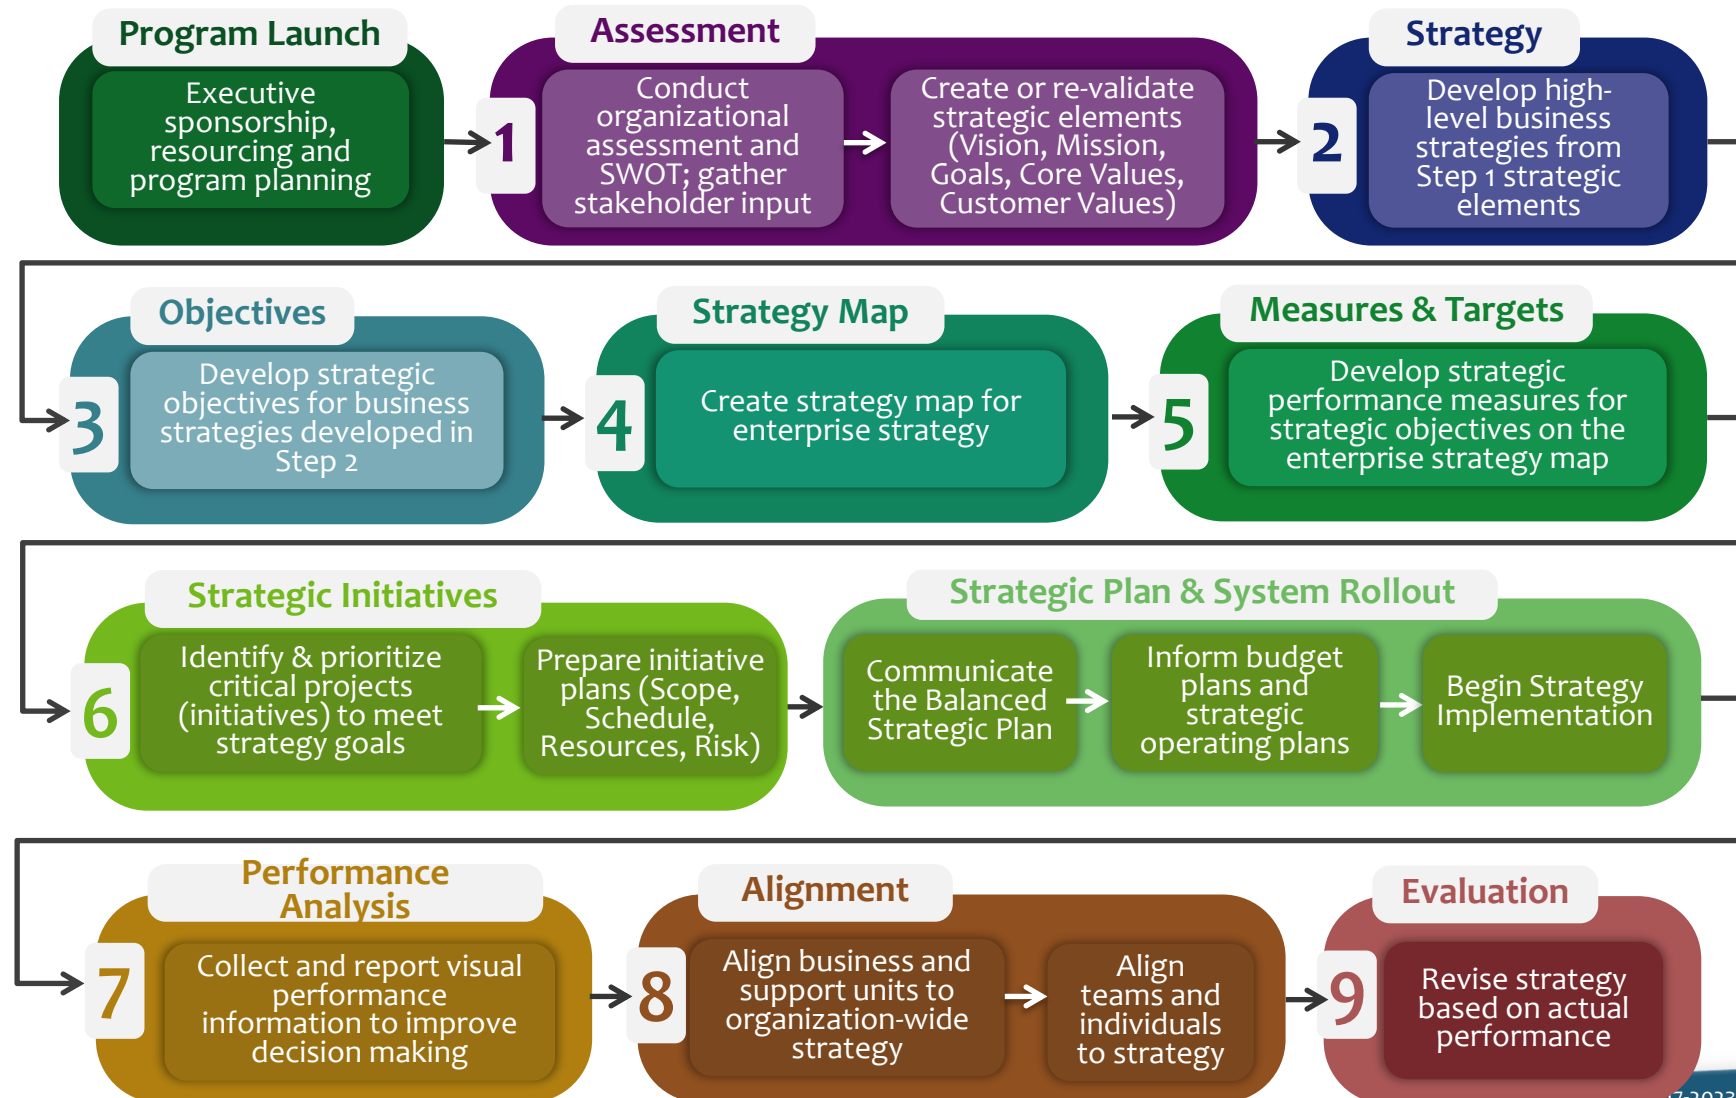 Program Launch
Executive
sponsorship,
resourcing and
program planning
Assessment
1
Conduct
organizational
assessment and
SWOT; gather
stakeholder input
Create or re-validate
strategic elements
(Vision, Mission,
Goals, Core Values,
Customer Values)
Strategy
2
Develop high-
level business
strategies from
Step 1 strategic
elements
Objectives
3
Develop strategic
objectives for business
strategies developed in
Step 2
Strategy Map
4
Create strategy map for
enterprise strategy
Measures & Targets
5
Develop strategic
performance measures for
strategic objectives on the
enterprise strategy map
Strategic Initiatives
6
Identify & prioritize
critical projects
(initiatives) to meet
strategy goals
Prepare initiative
plans (Scope,
Schedule,
Resources, Risk)
Strategic Plan & System Rollout
Communicate
the Balanced
Strategic Plan
Inform budget
plans and
strategic
operating plans
Begin Strategy
Implementation
Performance
Analysis
7
Collect and report visual
performance
information to improve
decision making
Alignment
8
Align business and
support units to
organization-wide
strategy
Align
teams and
individuals
to strategy
Evaluation
9
Revise strategy
based on actual
performance